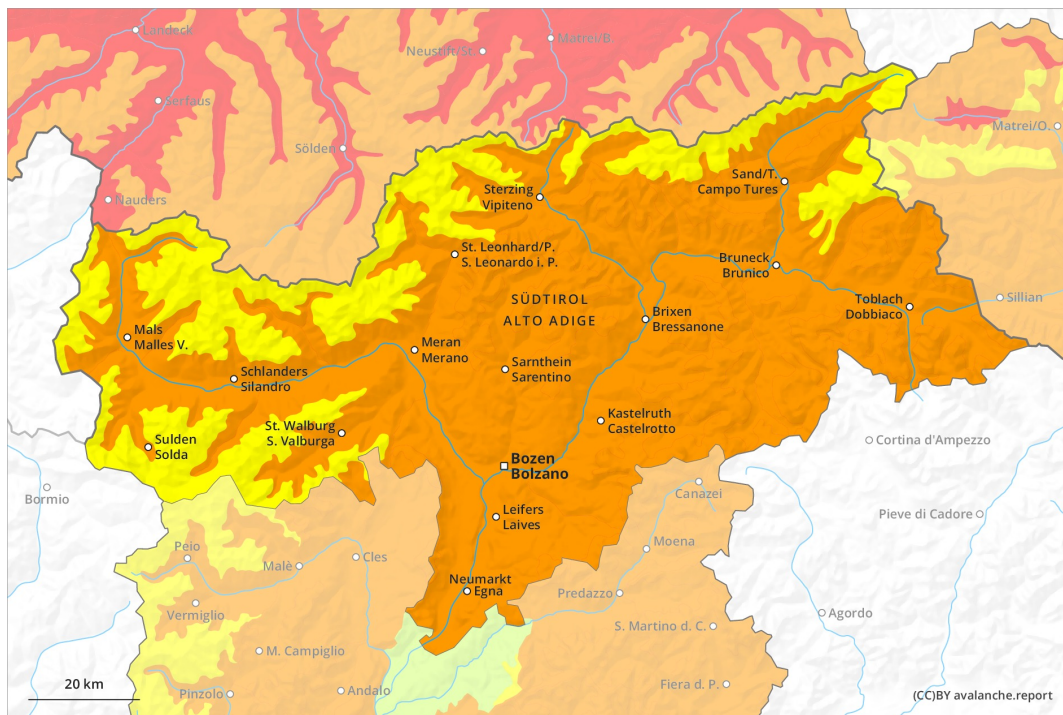 Landeck
Neustift/St.
Matrei/B
Serfaus
Matrei/O.
Sölden
Sand/T.
Campo Tures
Sterzing
Vipiteno
Nauders
St. Leonhard/P.
S. Leonardo i. P.
Bruneck
Brunico
SÜDTIROL
ALTO ADIGE
Toblach
Dobbiaco
Sillian
Brixen
Bressanone
Mals
Malles V.
Meran
Merano
Sarnthein
Sarentino
Schlanders
Silandro
Kastelruth
Castelrotto
St. Walburg
S. Valburga
Sulden
Solda
Cortina d'Ampezzo
Bozen
Bolzano
Bormio
Canazei
Leifers
Laives
Pieve di Cadore
Moena
Peio
Cles
Malè
Neumarkt
Egna
Predazzo
Vermiglio
Agordo
S. Martino d. C.
M. Campiglio
20 km
Pinzolo
Andalo
Fiera d. P.
(CC)BY avalanche.report